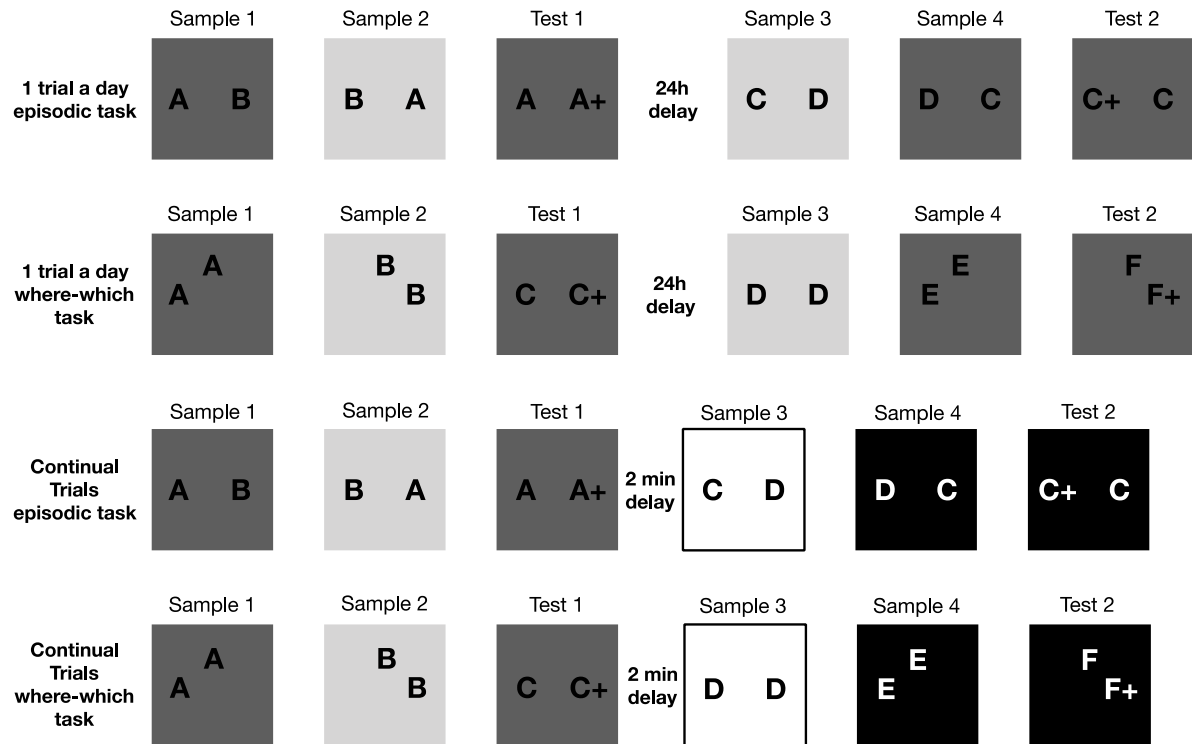 Sample 1 Sample 2 Test 1 Sample 3 Sample 4 Test 2
1 trial a day
episodic task
A B B A A A+
24h
delay
C D D C C+ C
Sample 1 Sample 2 Test 1 Sample 3 Sample 4 Test 2
1 trial a day
where-which
task
A B E F
A B C C+
24h
delay
D D E F+
Sample 1 Sample 2 Test 1 Sample 3 Sample 4 Test 2
Continual
Trials
episodic task
A B B A A A+
2 min
delay
C D D C C+ C
Sample 1 Sample 2 Test 1 Sample 3 Sample 4 Test 2
Continual
Trials
where-which
task
A B E F
A B C C+
2 min
delay
D D E F+